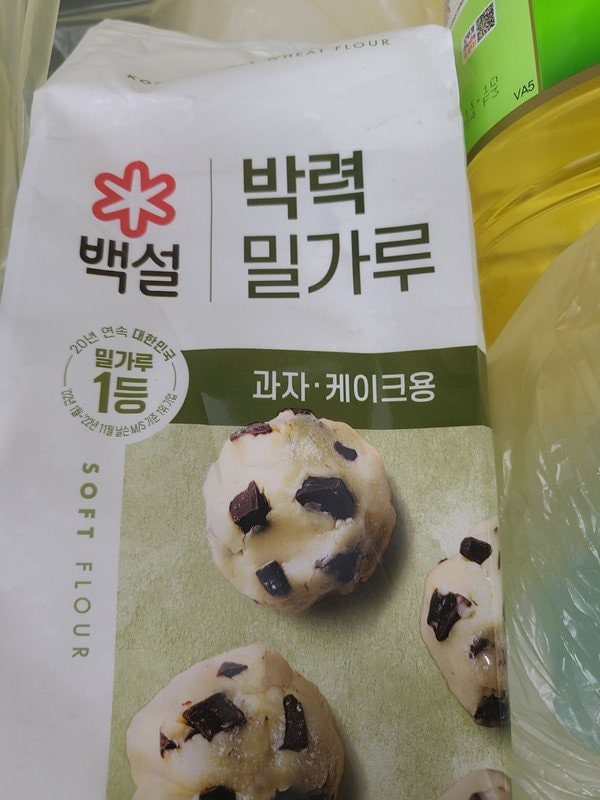 WHEAT FLOUR
백설
박력
밀가루
20년 연속 대한민국
밀가루
1등
과자·케이크용
SOFT FLOUR
VA5